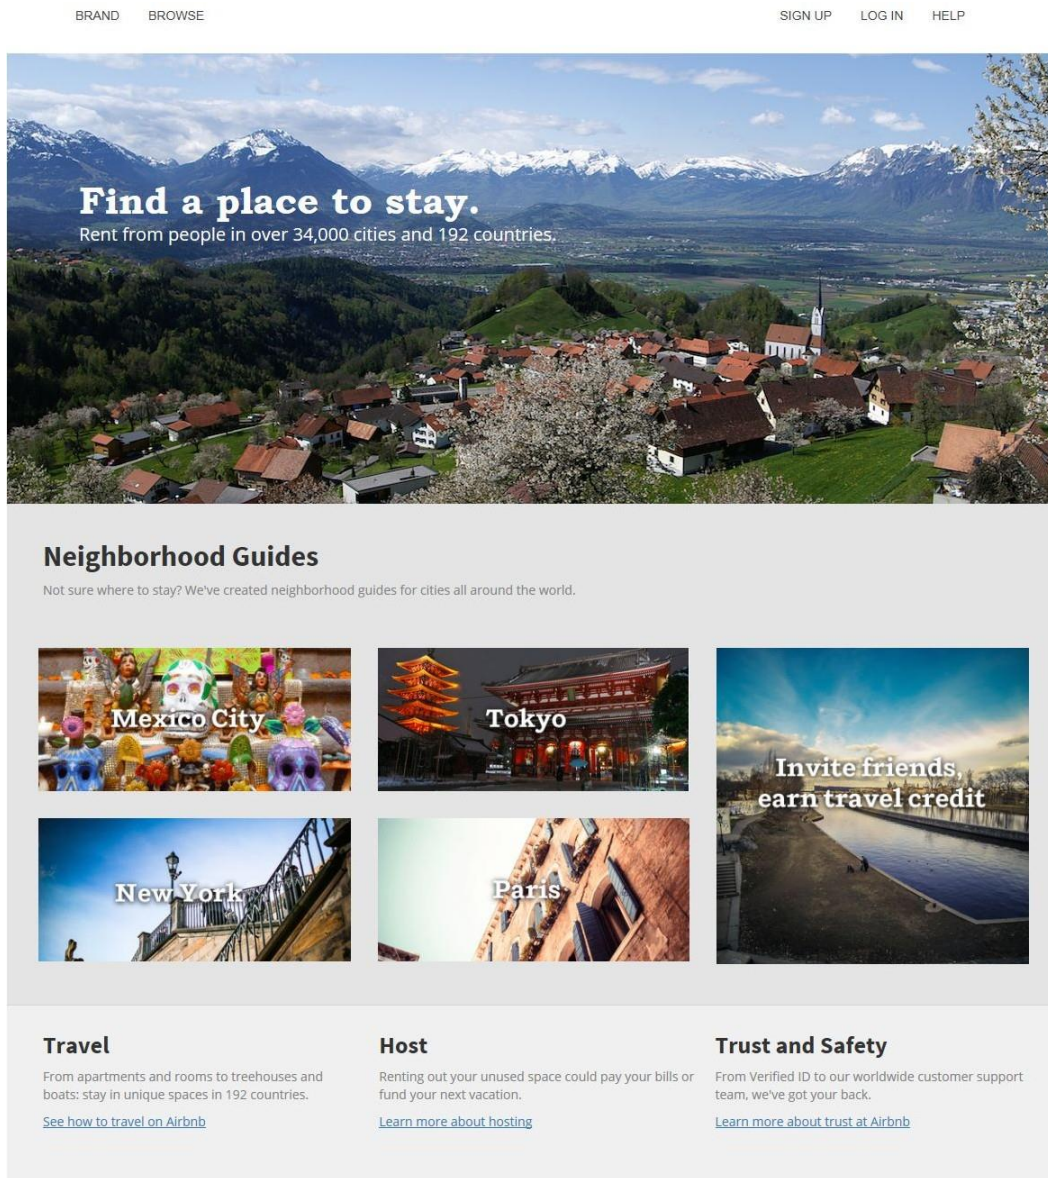 BRAND BROWSE SIGN UP LOG IN HELP
Find a place to stay.
Rent from people in over 34,000 cities and 192 countries.
Neighborhood Guides
Not sure where to stay? We've created neighborhood guides for cities all around the world.
Mexico City
Tokyo
Invite friends,
earn travel credit
New York
Paris
Travel
From apartments and rooms to treehouses and
boats: stay in unique spaces in 192 countries.
See how to travel on Airbnb
Host
Renting out your unused space could pay your bills or
fund your next vacation.
Learn more about hosting
Trust and Safety
From Verified ID to our worldwide customer support
team, we've got your back.
Learn more about trust at Airbnb